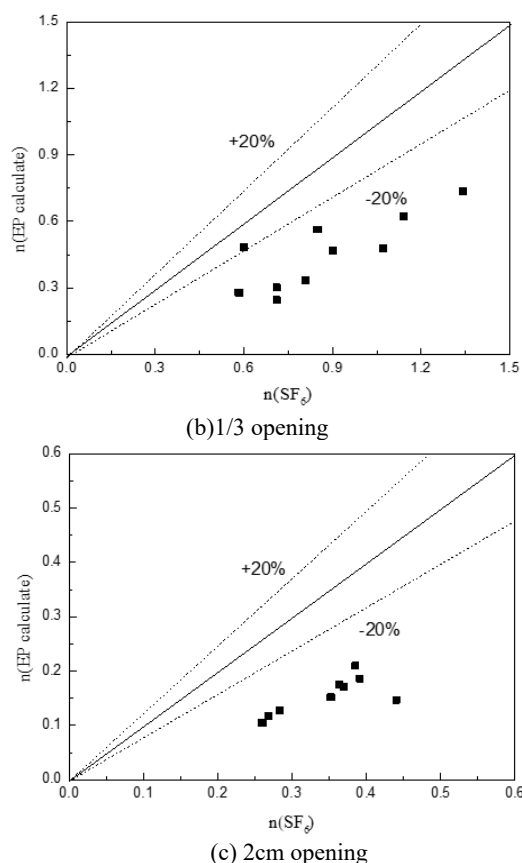 1.5
1.2
0.9
0.6
0.3
0.0
n(EP calculate)
+20%
-20%
0.0 0.3 0.6 0.9 1.2 1.5
n(SF₆)
(b)1/3 opening
0.6
0.5
0.4
0.3
0.2
0.1
0.0
n(EP calculate)
+20%
-20%
0.0 0.1 0.2 0.3 0.4 0.5 0.6
n(SF₆)
(c) 2cm opening